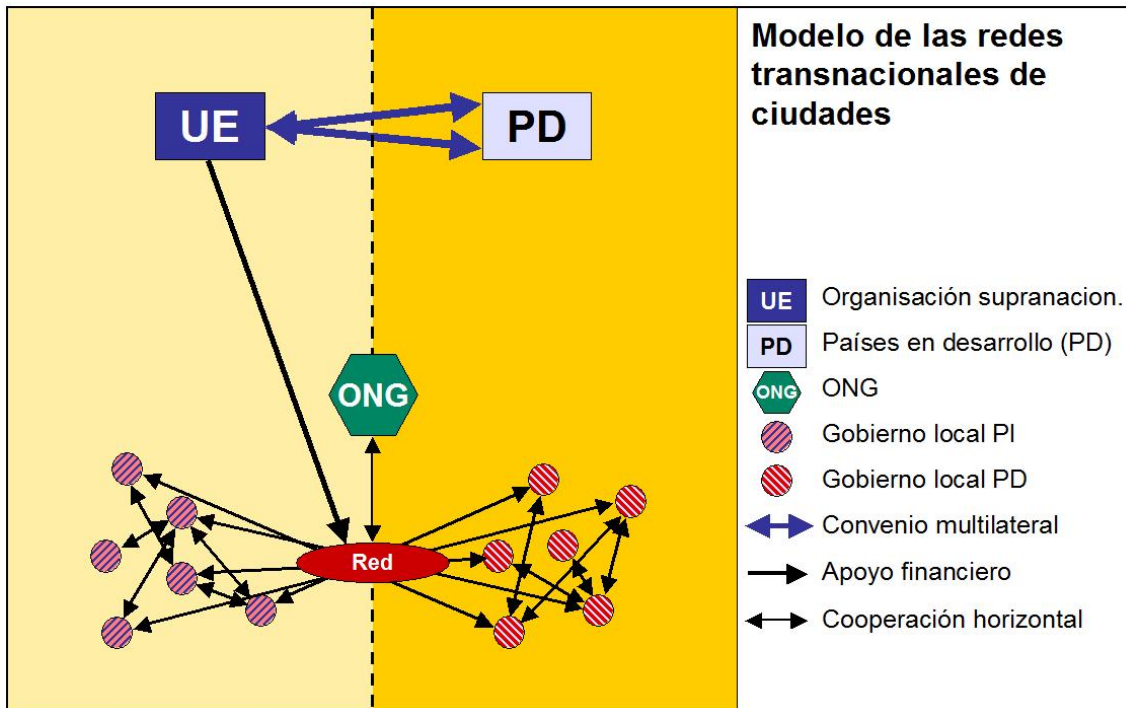 Modelo de las redes
transnacionales de
ciudades
UE
PD
ONG
Red
UE Organisación supranacion.
PD Países en desarrollo (PD)
ONG ONG
Gobierno local PI
Gobierno local PD
Convenio multilateral
Apoyo financiero
Cooperación horizontal